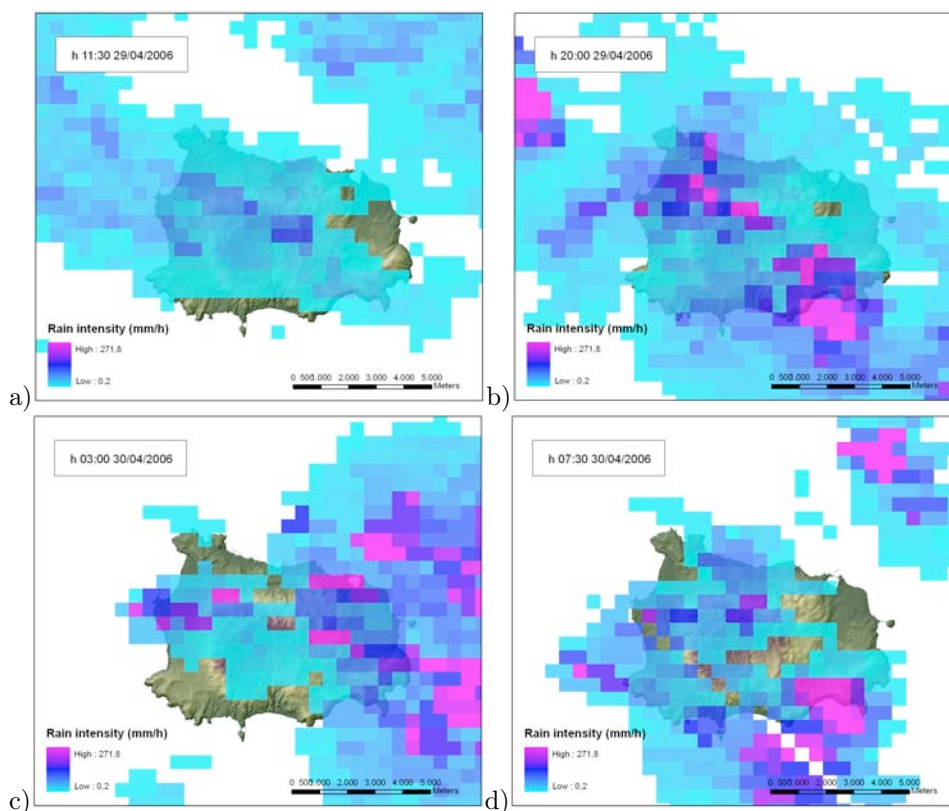 h 11:30 29/04/2006
Rain intensity (mm/h)
High : 271,8
Low : 0.2
0 500 1.000 2.000 3.000 4.000 5.000
Meters
a)
h 20:00 29/04/2006
Rain intensity (mm/h)
High : 271,8
Low : 0.2
0 500 1.000 2.000 3.000 4.000 5.000
Meters
b)
h 03:00 30/04/2006
Rain intensity (mm/h)
High : 271,8
Low : 0.2
0 500 1.000 2.000 3.000 4.000 5.000
Meters
c)
h 07:30 30/04/2006
Rain intensity (mm/h)
High : 271,8
Low : 0.2
0 500 1.000 2.000 3.000 4.000 5.000
Meters
d)